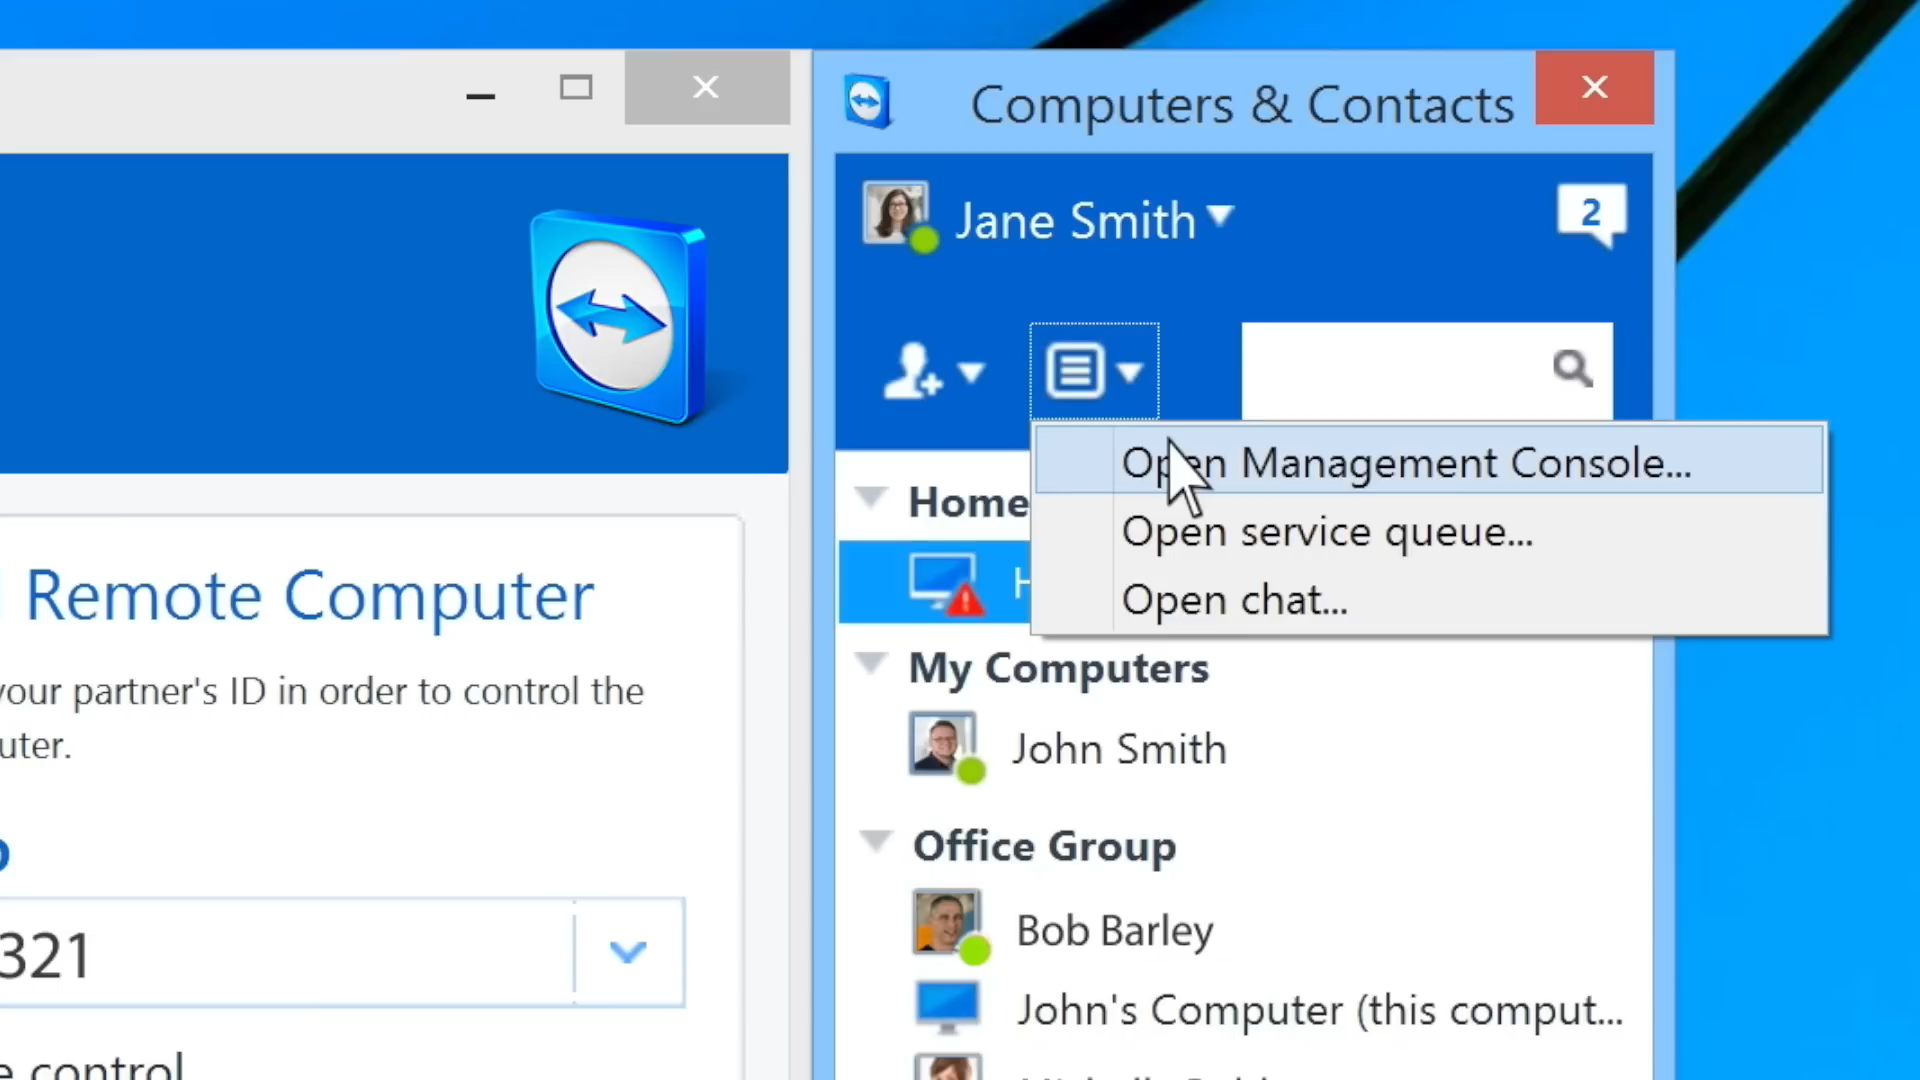 Computers & Contacts
Jane Smith
2
Open Management Console...
Open service queue...
Open chat...
Home
H
My Computers
John Smith
Office Group
Bob Barley
John's Computer (this comput...
Remote Computer
your partner's ID in order to control the
uter.
321
e control